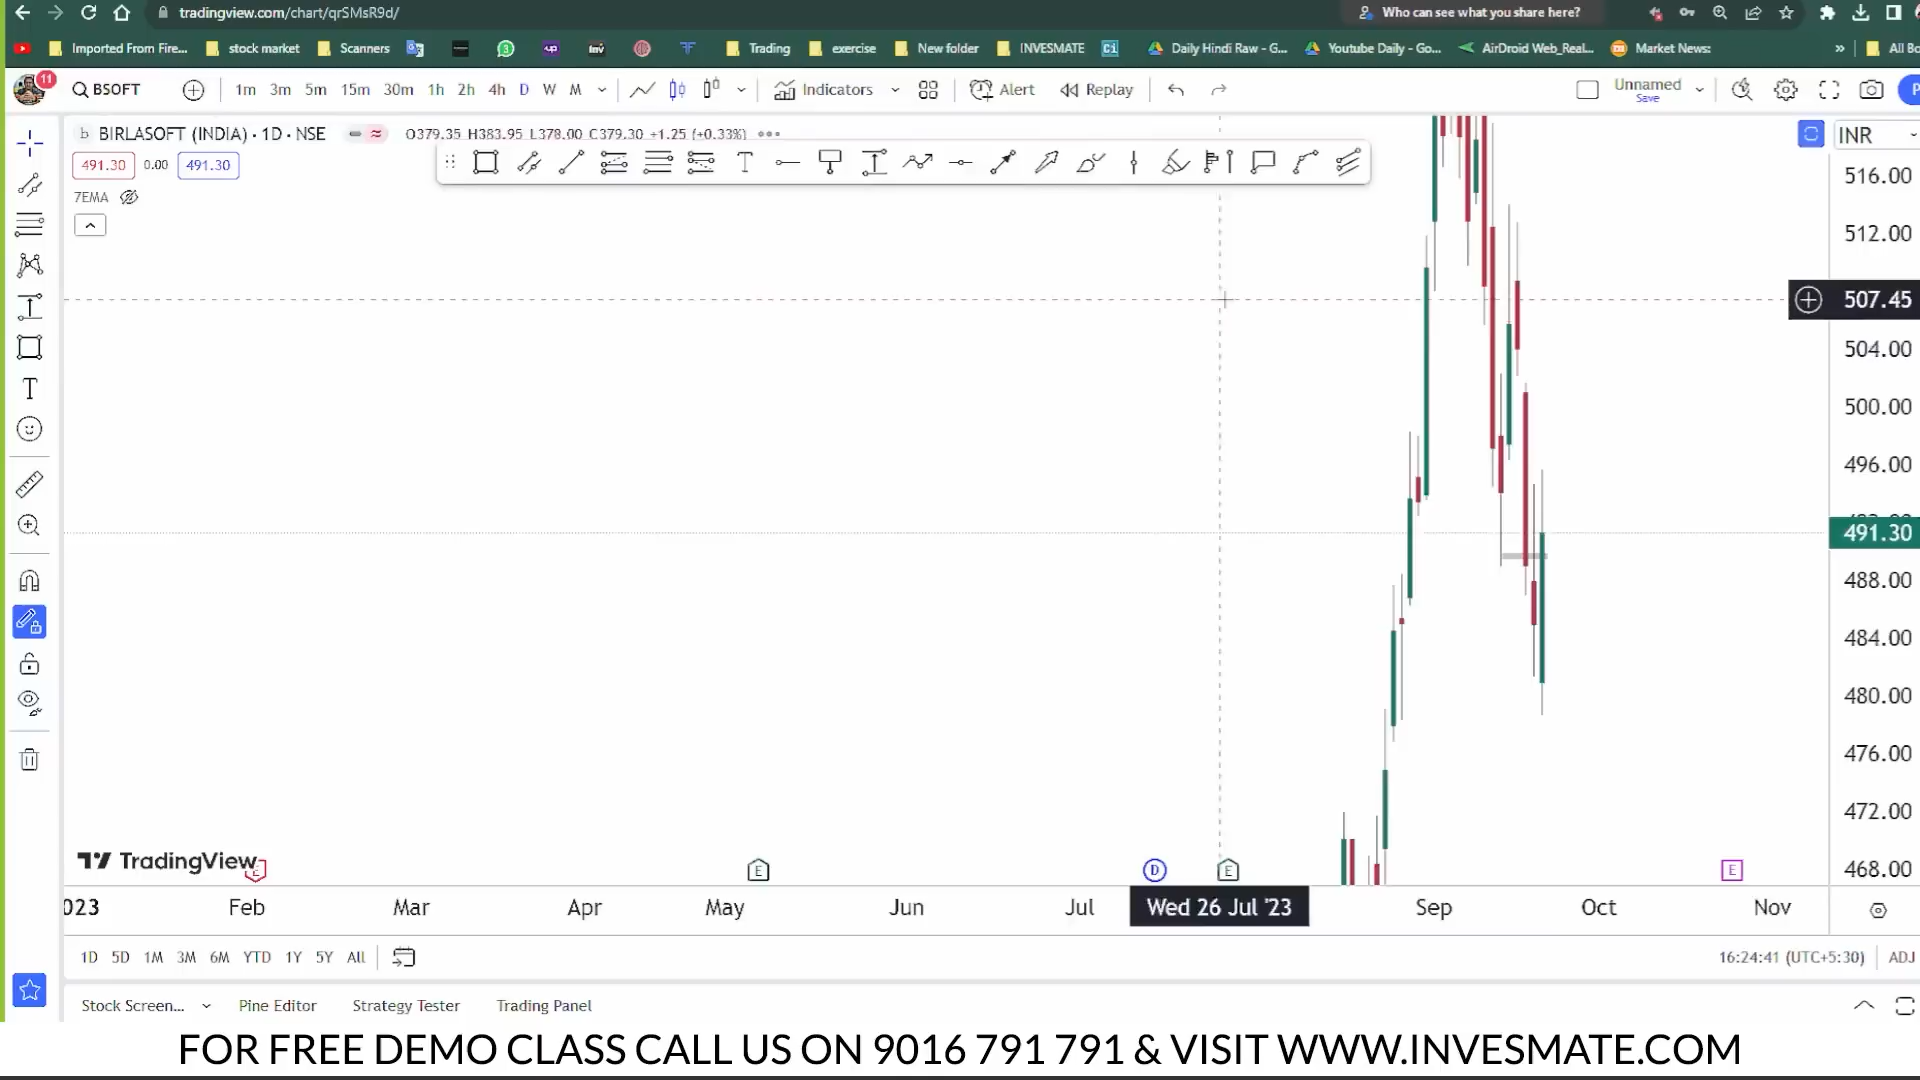 tradingview.com/chart/qrSMsR9d/
Who can see what you share here?
Imported From Fire...
stock market
Scanners
Trading
exercise
New folder
INVESMATE
Daily Hindi Raw - G...
Youtube Daily - Go...
AirDroid Web_Real...
Market News:
»
All Bo
11
BSOFT
1m 3m 5m 15m 30m 1h 2h 4h D W M
Indicators
Alert
Replay
Unnamed
Save
BIRLASOFT (INDIA) · 1D · NSE
O379.35 H383.95 L378.00 C379.30 +1.25 (+0.33%)
INR
491.30 0.00 491.30
7EMA
516.00
512.00
507.45
504.00
500.00
496.00
491.30
488.00
484.00
480.00
476.00
472.00
468.00
TradingView
E E D E E
023 Feb Mar Apr May Jun Jul Wed 26 Jul '23 Sep Oct Nov
1D 5D 1M 3M 6M YTD 1Y 5Y All
16:24:41 (UTC+5:30) ADJ
Stock Screen... Pine Editor Strategy Tester Trading Panel
FOR FREE DEMO CLASS CALL US ON 9016 791 791 & VISIT WWW.INVESMATE.COM